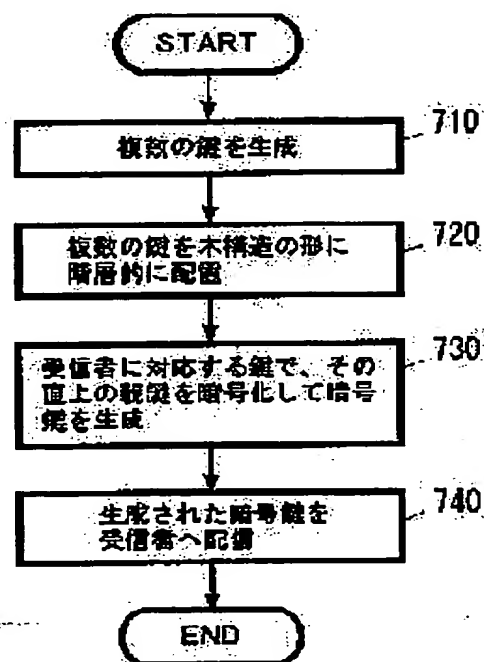 START
複数の鍵を生成
710
複数の鍵を木構造の形に
階層的に配置
720
受信者に対応する鍵で、その
直上の親鍵を暗号化して暗号
鍵を生成
730
生成された暗号鍵を
受信者へ配信
740
END